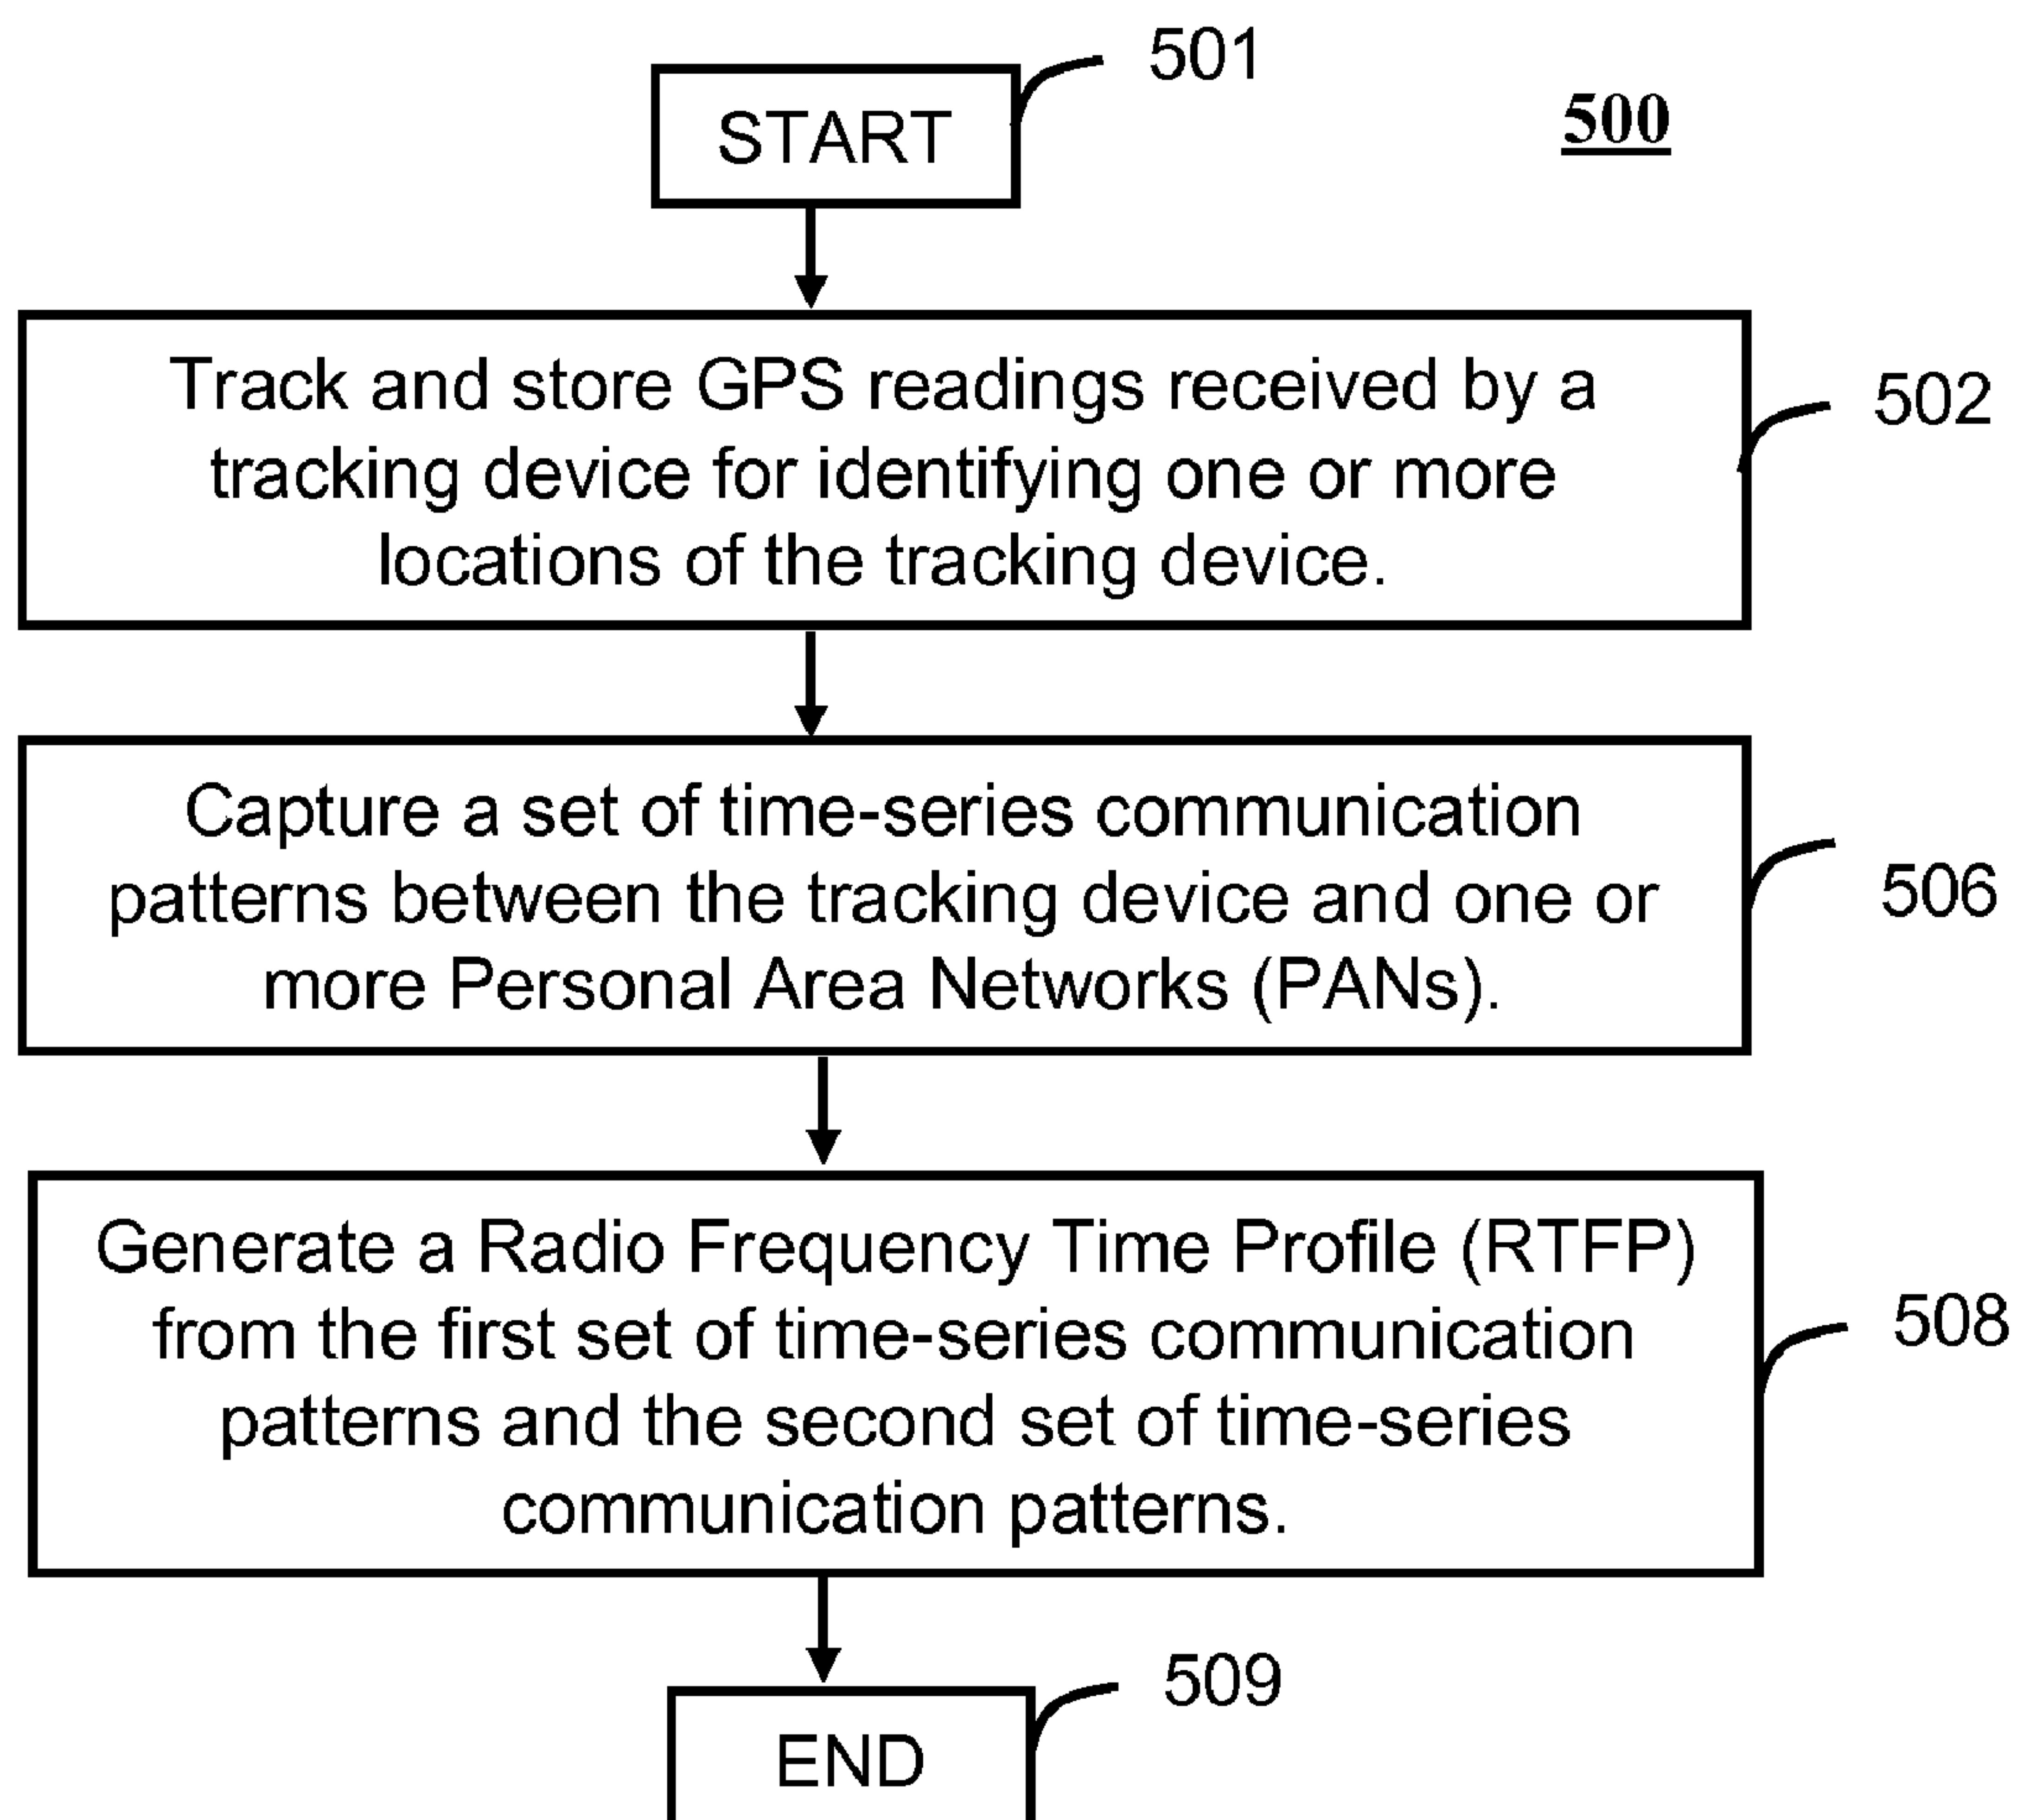 501
START
500
Track and store GPS readings received by a
tracking device for identifying one or more
locations of the tracking device.
502
Capture a set of time-series communication
patterns between the tracking device and one or
more Personal Area Networks (PANs).
506
Generate a Radio Frequency Time Profile (RTFP)
from the first set of time-series communication
patterns and the second set of time-series
communication patterns.
508
509
END